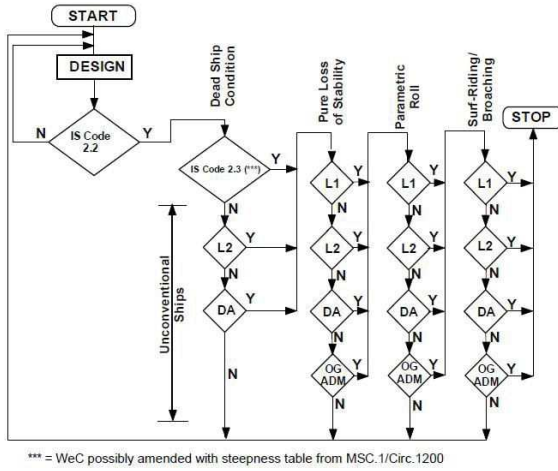 START
DESIGN
N
IS Code
2.2
Y
Dead Ship
Condition
IS Code 2.3 (***)
Y
N
L2
Y
N
DA
Y
N
Unconventional
Ships
Pure Loss
of Stability
L1
Y
N
L2
Y
N
DA
Y
N
OG
ADM
Y
N
Parametric
Roll
L1
Y
N
L2
Y
N
DA
Y
N
OG
ADM
Y
N
Surf-Riding/
Broaching
L1
Y
N
L2
Y
N
DA
Y
N
OG
ADM
Y
N
STOP
*** = WeC possibly amended with steepness table from MSC.1/Circ.1200